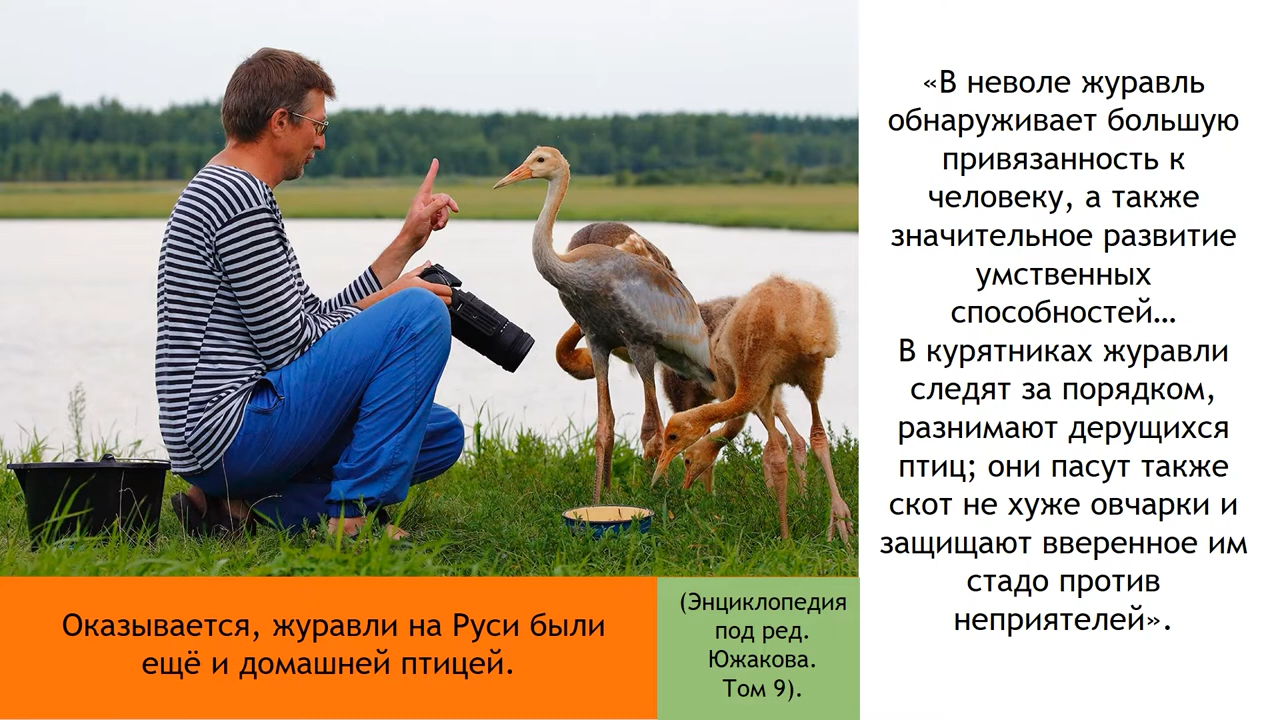 «В неволе журавль
обнаруживает большую
привязанность к
человеку, а также
значительное развитие
умственных
способностей…
В курятниках журавли
следят за порядком,
разнимают дерущихся
птиц; они пасут также
скот не хуже овчарки и
защищают вверенное им
стадо против
неприятелей».
Оказывается, журавли на Руси были
ещё и домашней птицей.
(Энциклопедия
под ред.
Южакова.
Том 9).